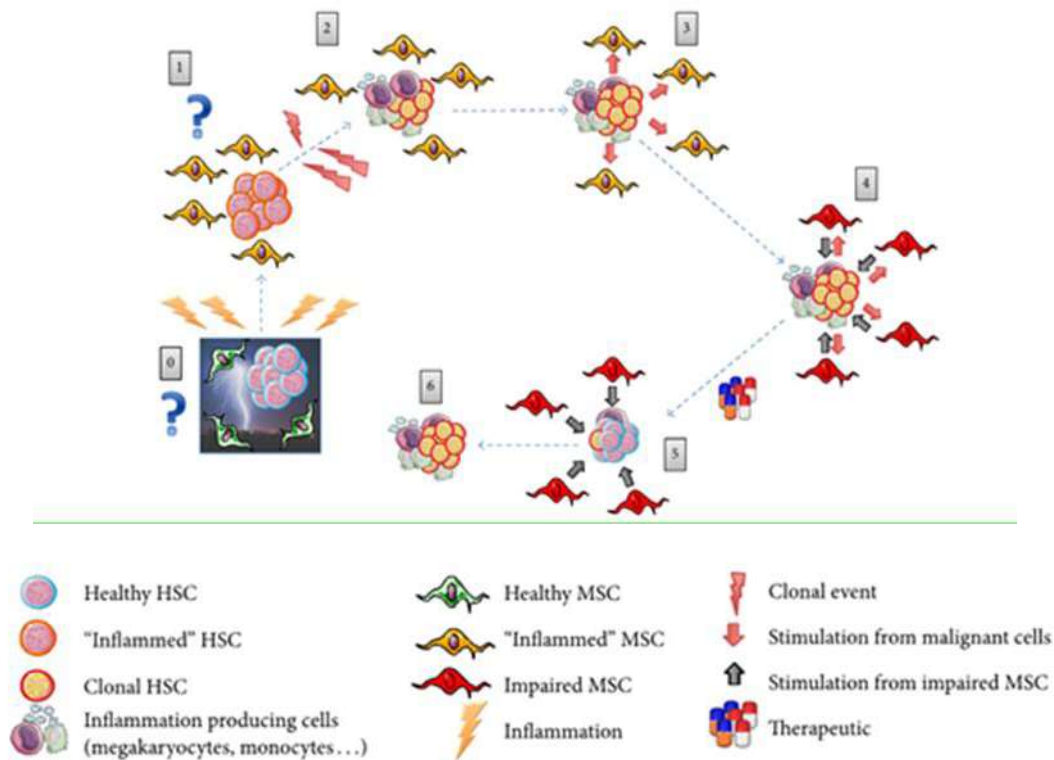 2
3
1
?
4
0
?
6
5
Healthy HSC
Healthy MSC
Clonal event
"Inflammed" HSC
"Inflammed" MSC
Stimulation from malignant cells
Clonal HSC
Impaired MSC
Stimulation from impaired MSC
Inflammation producing cells
(megakaryocytes, monocytes…)
Inflammation
Therapeutic